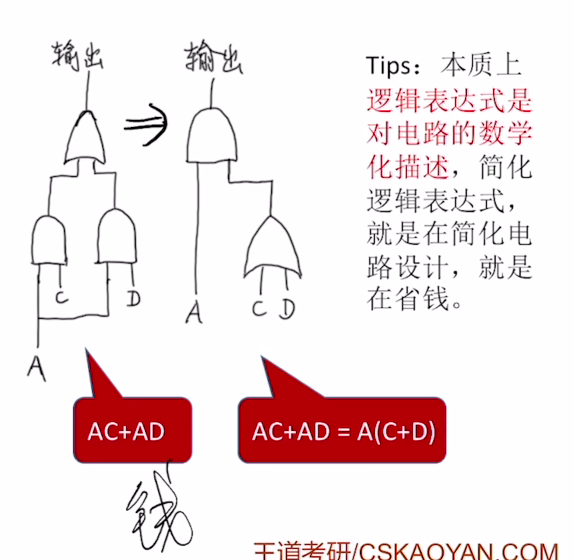 输出
输出
Tips：本质上
逻辑表达式是
对电路的数学
化描述，简化
逻辑表达式，
就是在简化电
路设计，就是
在省钱。
C
D
A
A
C
D
AC+AD
AC+AD = A(C+D)
钱
王道考研/CSKAOYAN.COM